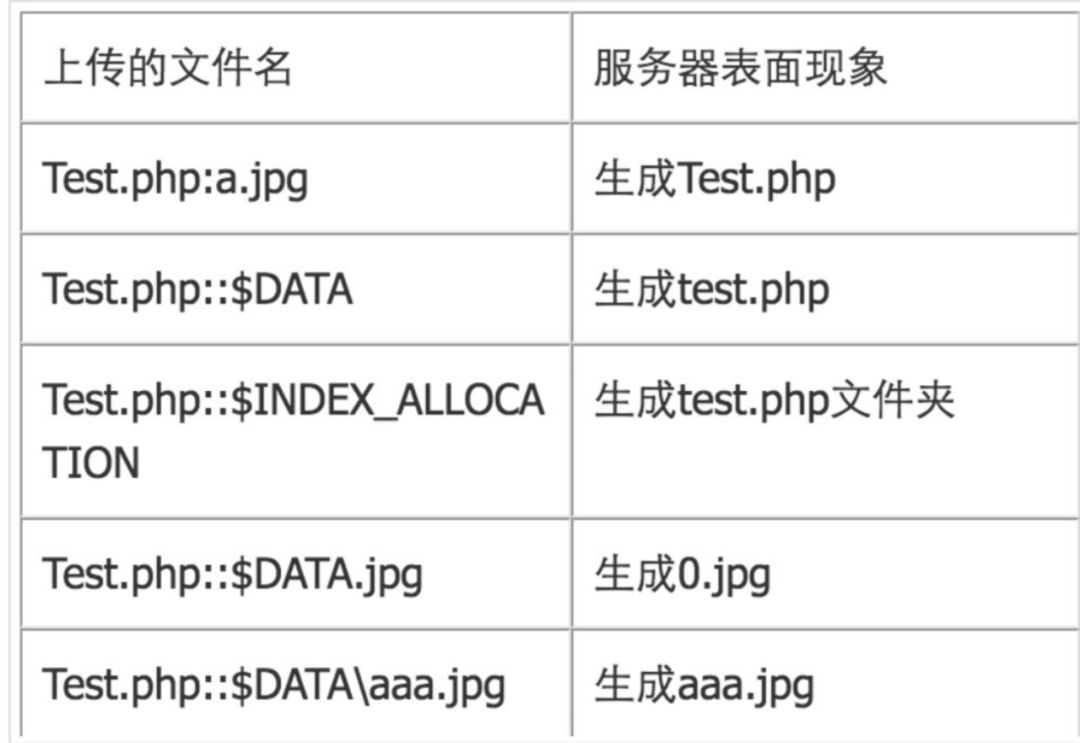 上传的文件名 服务器表面现象
Test.php:a.jpg 生成Test.php
Test.php::$DATA 生成test.php
Test.php::$INDEX_ALLOCA 生成test.php文件夹
TION
Test.php::$DATA.jpg 生成0.jpg
Test.php::$DATA\aaa.jpg 生成aaa.jpg